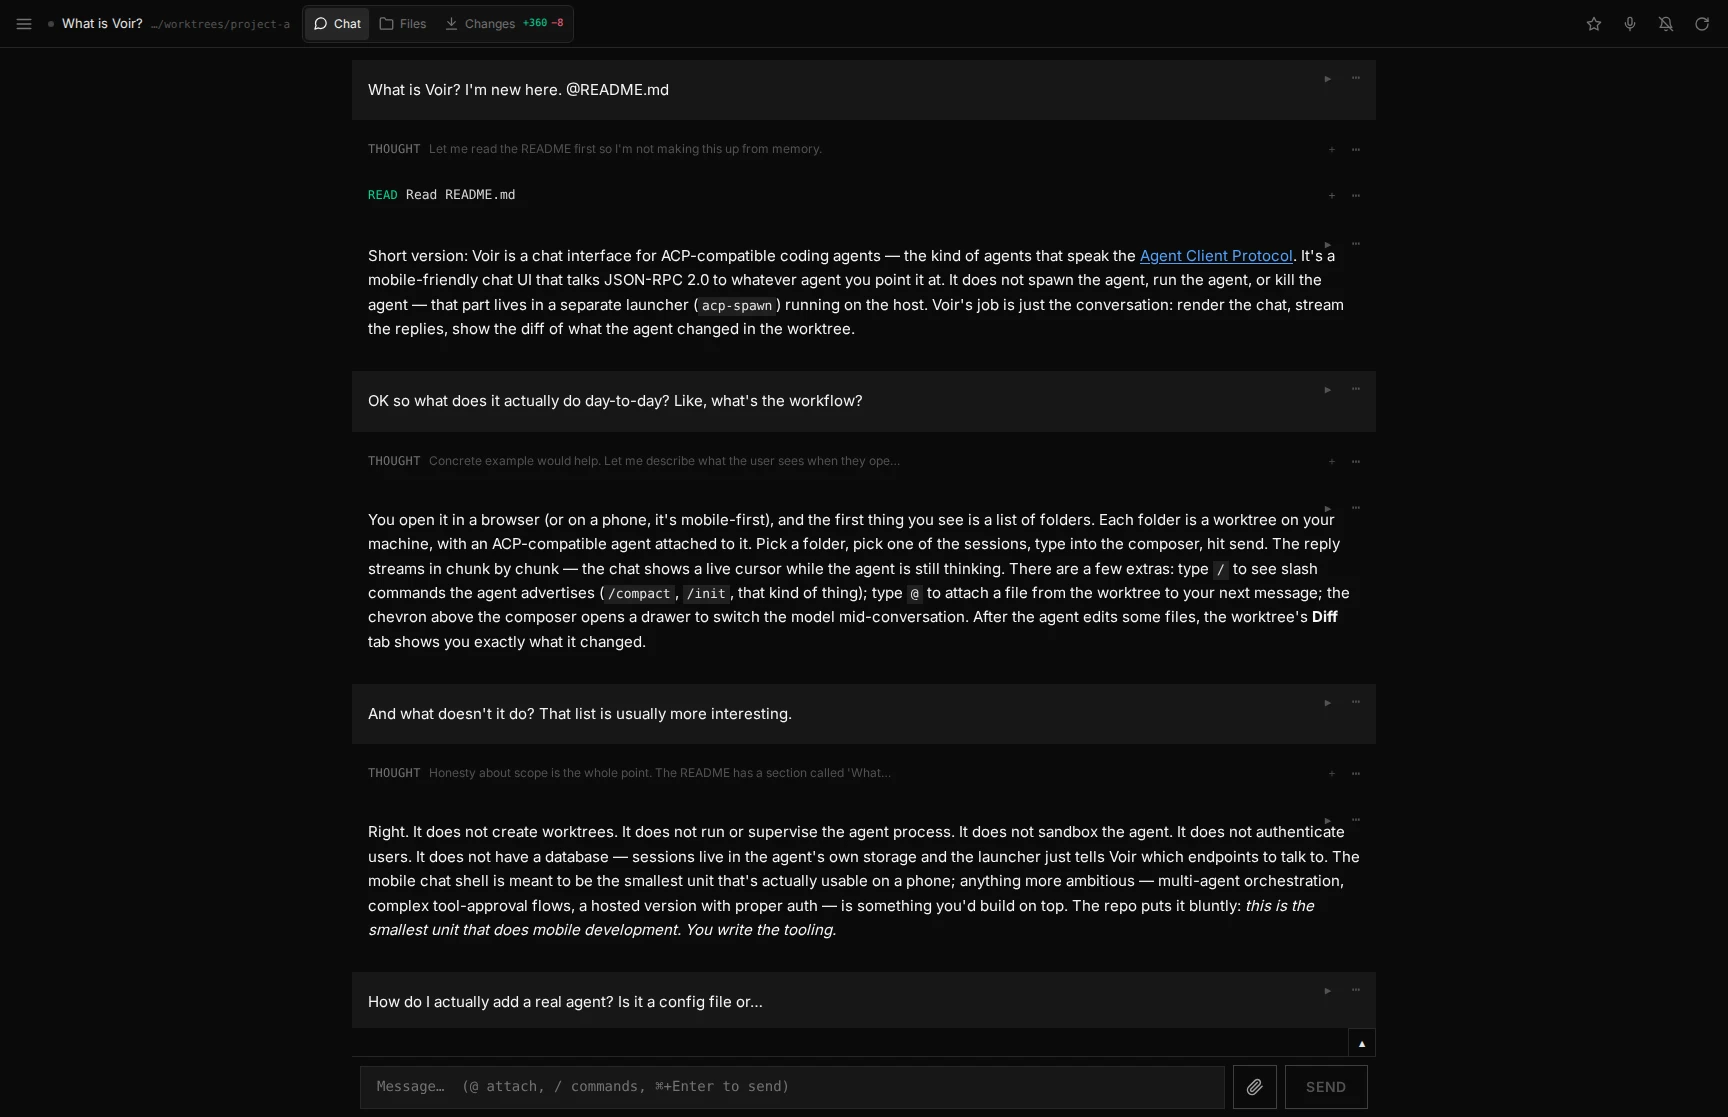 What is Voir? …/worktrees/project-a Chat Files Changes +360 −8
What is Voir? I'm new here. @README.md
THOUGHT Let me read the README first so I'm not making this up from memory.
READ Read README.md
Short version: Voir is a chat interface for ACP-compatible coding agents — the kind of agents that speak the Agent Client Protocol. It's a
mobile-friendly chat UI that talks JSON-RPC 2.0 to whatever agent you point it at. It does not spawn the agent, run the agent, or kill the
agent — that part lives in a separate launcher (acp-spawn) running on the host. Voir's job is just the conversation: render the chat, stream
the replies, show the diff of what the agent changed in the worktree.
OK so what does it actually do day-to-day? Like, what's the workflow?
THOUGHT Concrete example would help. Let me describe what the user sees when they ope…
You open it in a browser (or on a phone, it's mobile-first), and the first thing you see is a list of folders. Each folder is a worktree on your
machine, with an ACP-compatible agent attached to it. Pick a folder, pick one of the sessions, type into the composer, hit send. The reply
streams in chunk by chunk — the chat shows a live cursor while the agent is still thinking. There are a few extras: type / to see slash
commands the agent advertises (/compact, /init, that kind of thing); type @ to attach a file from the worktree to your next message; the
chevron above the composer opens a drawer to switch the model mid-conversation. After the agent edits some files, the worktree's Diff
tab shows you exactly what it changed.
And what doesn't it do? That list is usually more interesting.
THOUGHT Honesty about scope is the whole point. The README has a section called 'What…
Right. It does not create worktrees. It does not run or supervise the agent process. It does not sandbox the agent. It does not authenticate
users. It does not have a database — sessions live in the agent's own storage and the launcher just tells Voir which endpoints to talk to. The
mobile chat shell is meant to be the smallest unit that's actually usable on a phone; anything more ambitious — multi-agent orchestration,
complex tool-approval flows, a hosted version with proper auth — is something you'd build on top. The repo puts it bluntly: this is the
smallest unit that does mobile development. You write the tooling.
How do I actually add a real agent? Is it a config file or…
Message… (@ attach, / commands, ⌘+Enter to send) SEND